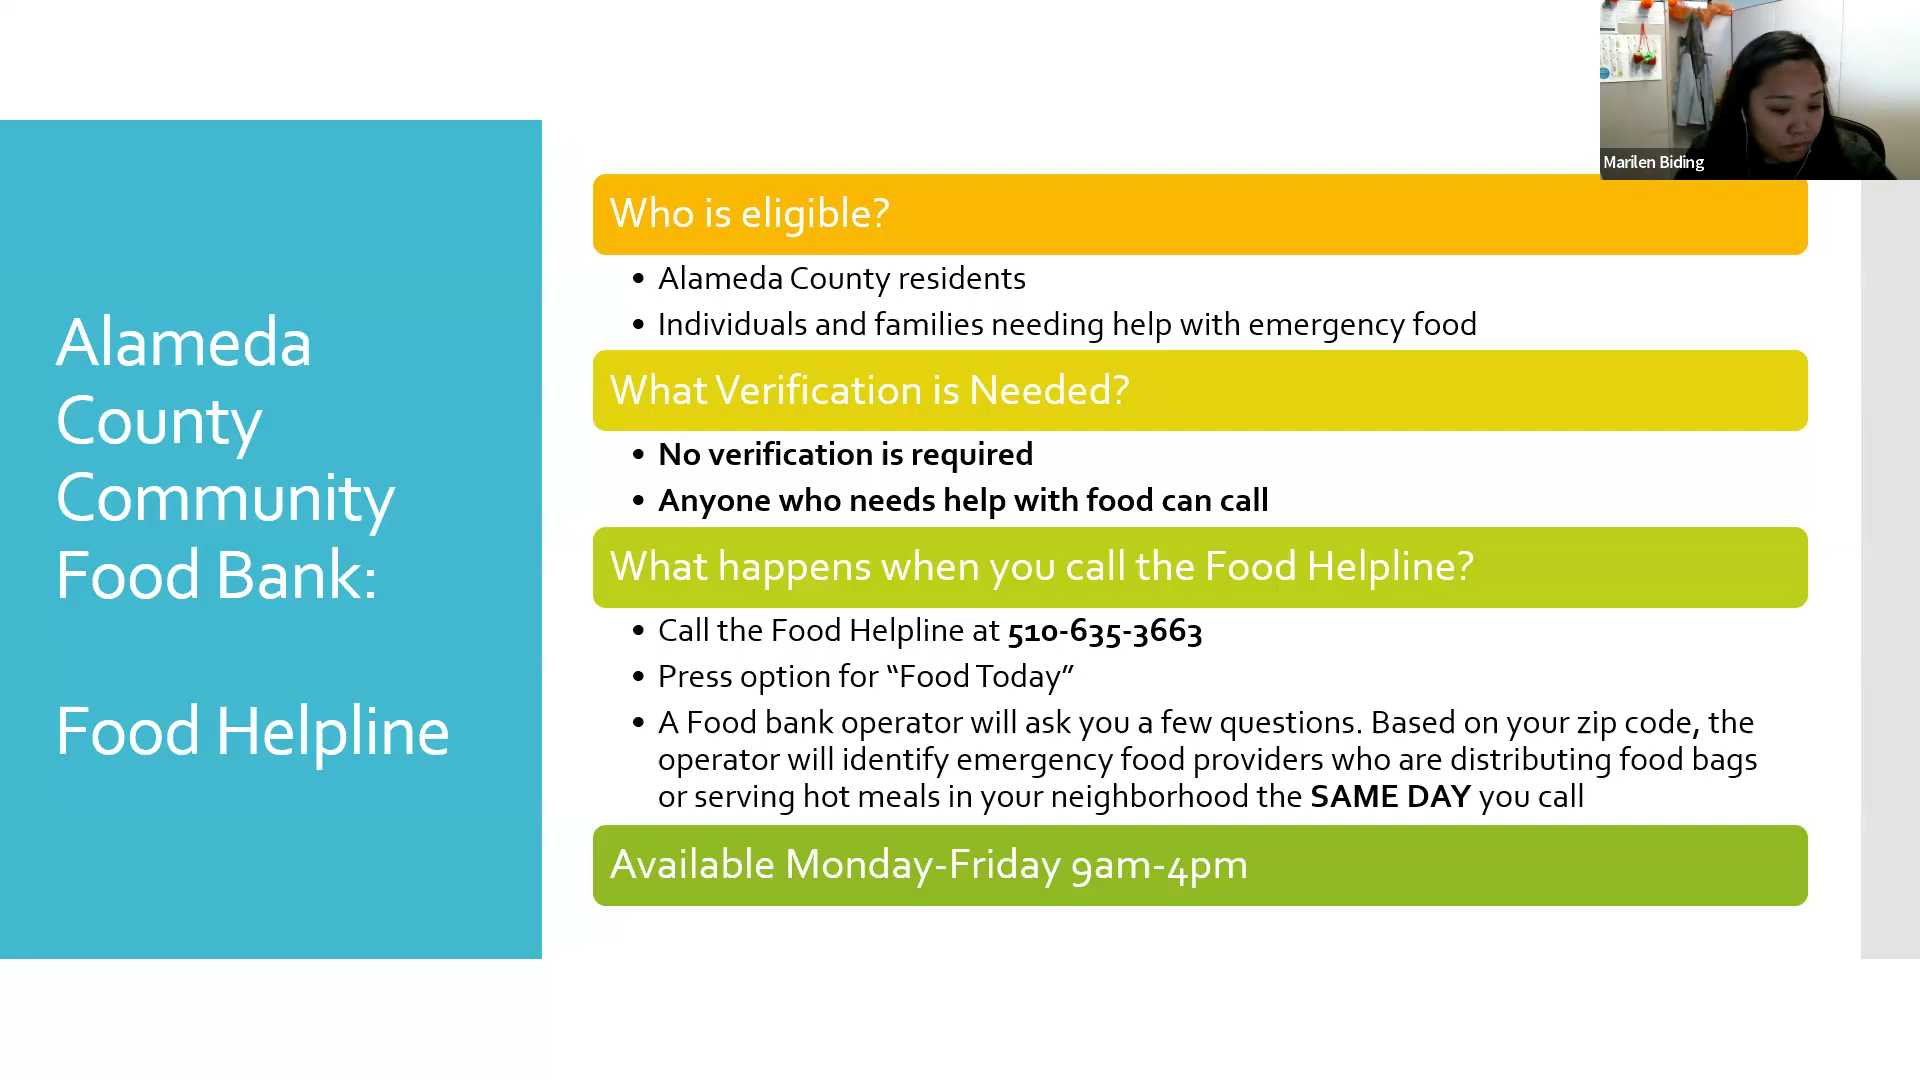 Marilen Biding
Alameda
County
Community
Food Bank:
Food Helpline
Who is eligible?
• Alameda County residents
• Individuals and families needing help with emergency food
What Verification is Needed?
• No verification is required
• Anyone who needs help with food can call
What happens when you call the Food Helpline?
• Call the Food Helpline at 510-635-3663
• Press option for “Food Today”
• A Food bank operator will ask you a few questions. Based on your zip code, the
operator will identify emergency food providers who are distributing food bags
or serving hot meals in your neighborhood the SAME DAY you call
Available Monday-Friday 9am-4pm